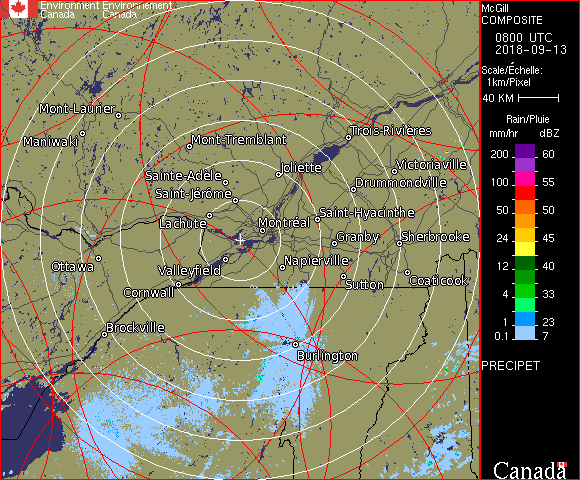 Environment Environnement
Canada Canada
McGill
COMPOSITE
0800 UTC
2018-09-13
Scale/Échelle:
1km/Pixel
40 KM
Rain/Pluie
mm/hr dBZ
200 60
150 65
100 55
50 50
24 45
12 40
4 33
1 23
0.1 7
PRECIPET
Canada
Mont-Laurier
Maniwaki
Mont-Tremblant
Trois-Rivières
Joliette
Victoriaville
Sainte-Adèle
Drummondville
Saint-Jérôme
Saint-Hyacinthe
Lachute
Montréal
Granby
Sherbrooke
Ottawa
Valleyfield
Napierville
Cornwall
Sutton
Coaticook
Brockville
Burlington